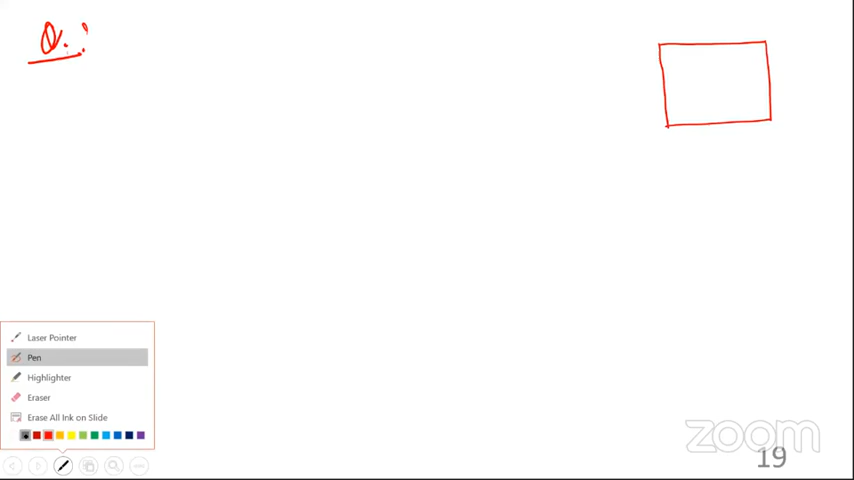 Q. :
Laser Pointer
Pen
Highlighter
Eraser
Erase All Ink on Slide
zoom
19